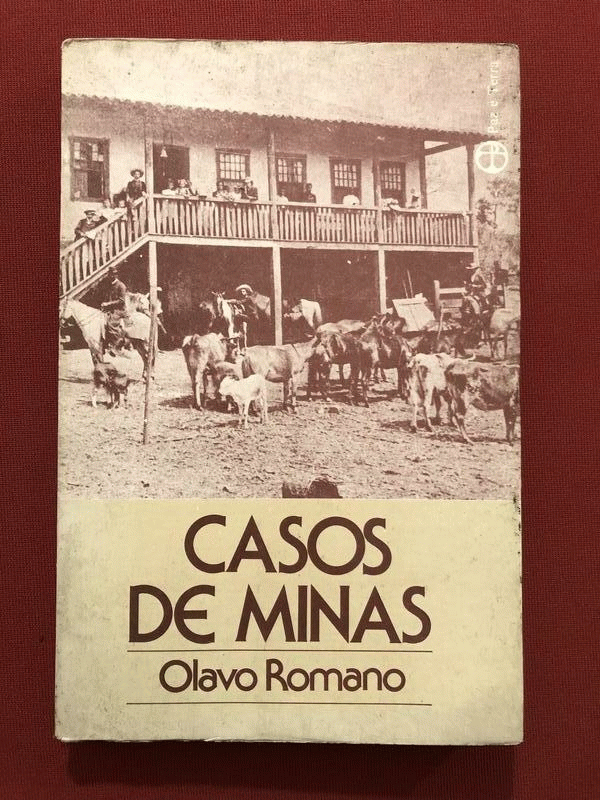 Paz e Terra
CASOS
DE MINAS
Olavo Romano